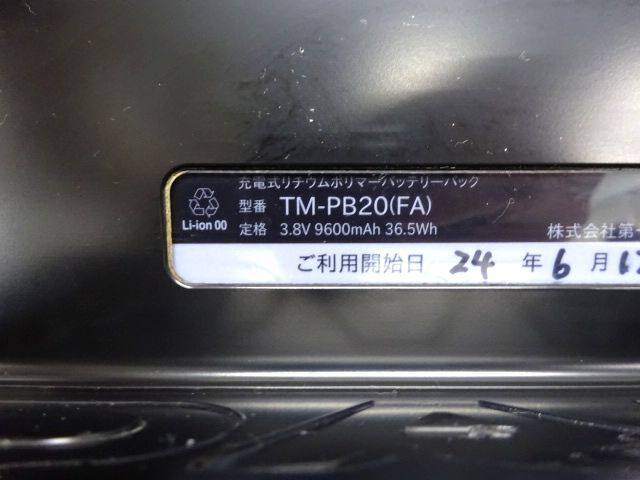 充電式リチウムポリマーバッテリーパック
型番 TM-PB20(FA)
Li-ion 00
定格 3.8V 9600mAh 36.5Wh 株式会社第一
ご利用開始日 24 年 6 月